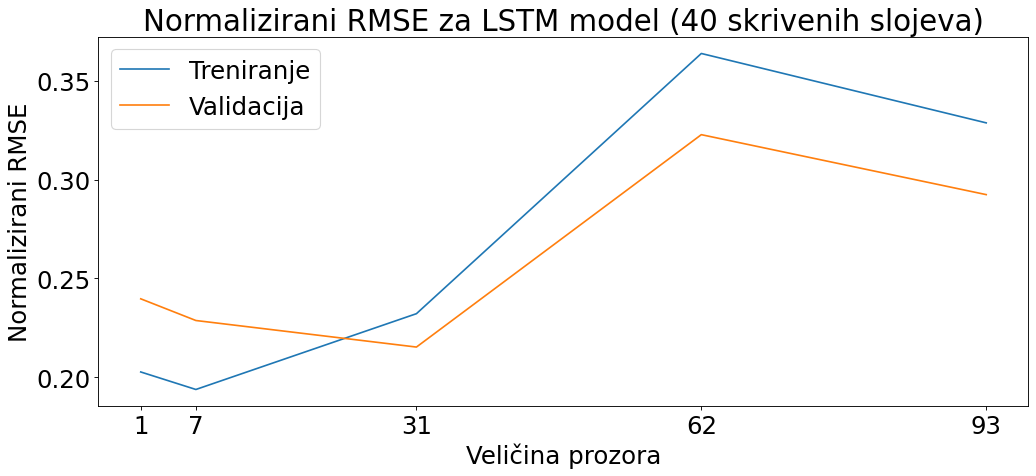 Normalizirani RMSE za LSTM model (40 skrivenih slojeva)
Treniranje
Validacija
Normalizirani RMSE
0.35
0.30
0.25
0.20
1 7 31 62 93
Veličina prozora